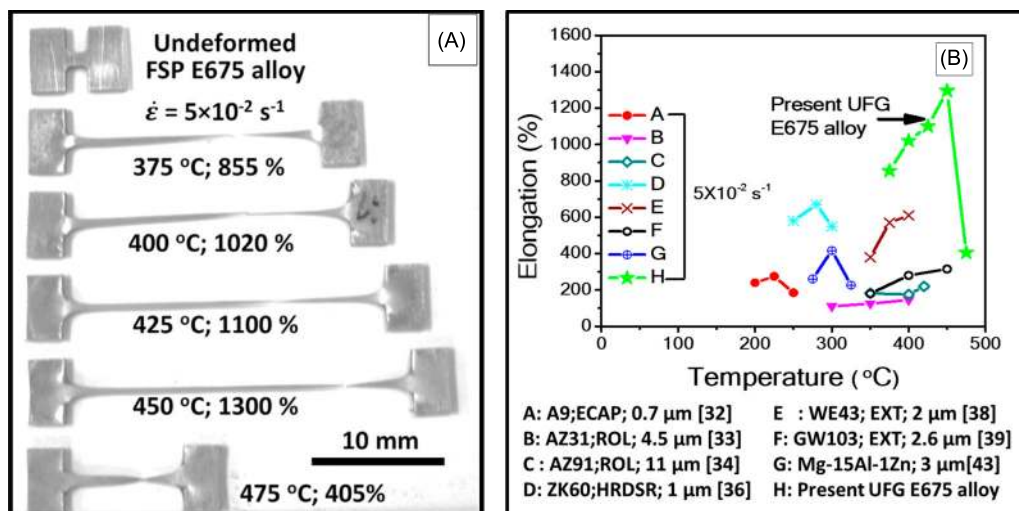 (A)
Undeformed
FSP E675 alloy
ε̇ = 5×10⁻² s⁻¹
375 °C; 855 %
400 °C; 1020 %
425 °C; 1100 %
450 °C; 1300 %
10 mm
475 °C; 405%
(B)
Elongation (%)
1600
1400
1200
1000
800
600
400
200
0
A
B
C
D
E
F
G
H
5X10⁻² s⁻¹
Present UFG
E675 alloy
0 100 200 300 400 500
Temperature (°C)
A: A9;ECAP; 0.7 µm [32]
B: AZ31;ROL; 4.5 µm [33]
C : AZ91;ROL; 11 µm [34]
D: ZK60;HRDSR; 1 µm [36]
E : WE43; EXT; 2 µm [38]
F: GW103; EXT; 2.6 µm [39]
G: Mg-15Al-1Zn; 3 µm[43]
H: Present UFG E675 alloy